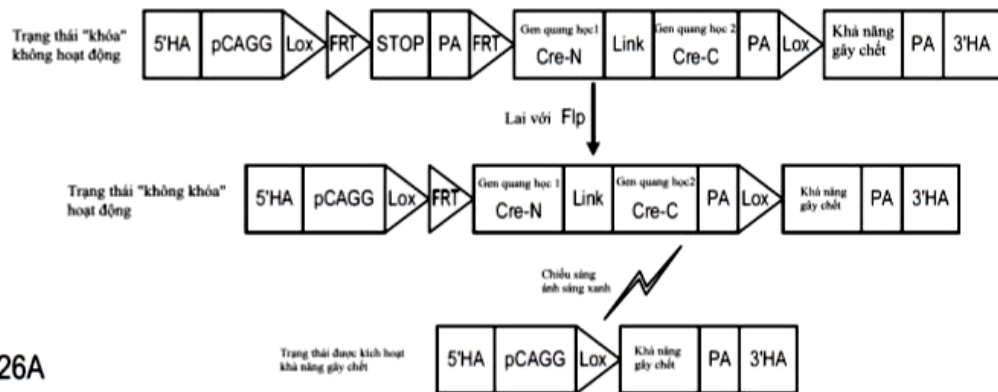 Trạng thái "khóa"
không hoạt động
5'HA pCAGG Lox FRT STOP PA FRT Gen quang học1 Cre-N Link Gen quang học 2 Cre-C PA Lox Khả năng gây chết PA 3'HA
Lai với Flp
Trạng thái "không khóa"
hoạt động
5'HA pCAGG Lox FRT Gen quang học 1 Cre-N Link Gen quang học2 Cre-C PA Lox Khả năng gây chết PA 3'HA
Chiếu sáng
ánh sáng xanh
Trạng thái được kích hoạt
khả năng gây chết
5'HA pCAGG Lox Khả năng gây chết PA 3'HA
26A